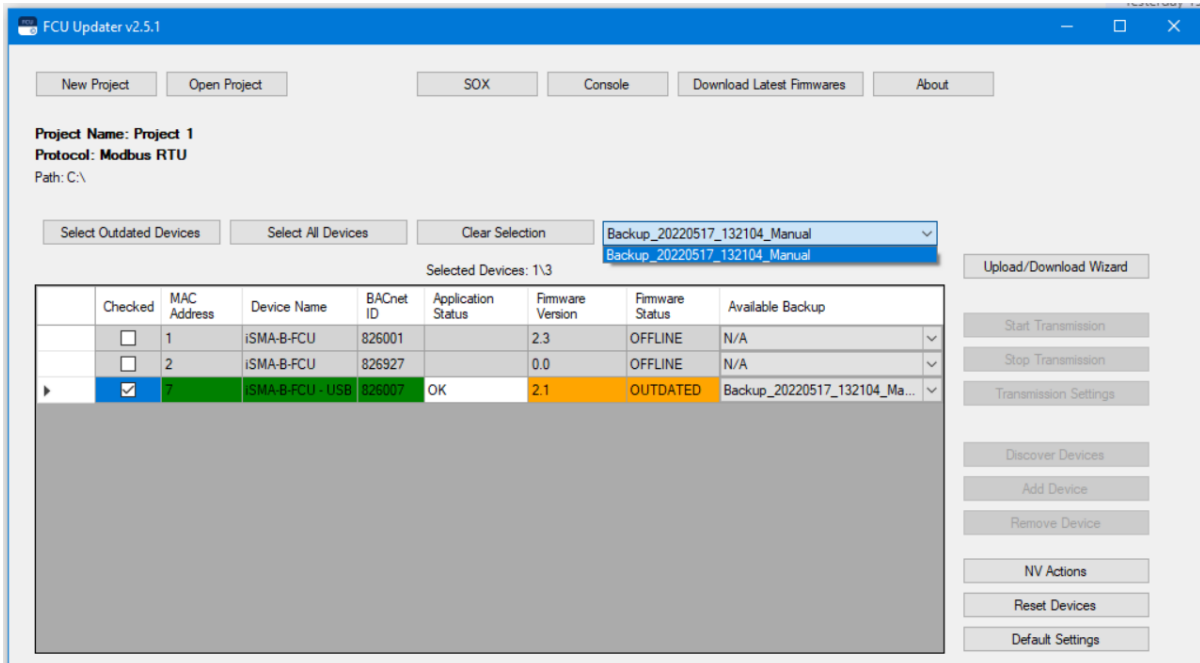 FCU Updater v2.5.1
New Project Open Project SOX Console Download Latest Firmwares About
Project Name: Project 1
Protocol: Modbus RTU
Path: C:\
Select Outdated Devices Select All Devices Clear Selection Backup_20220517_132104_Manual
Backup_20220517_132104_Manual
Selected Devices: 1\3
Upload/Download Wizard
Checked MAC Address Device Name BACnet ID Application Status Firmware Version Firmware Status Available Backup
1 iSMA-B-FCU 826001 2.3 OFFLINE N/A
2 iSMA-B-FCU 826927 0.0 OFFLINE N/A
7 iSMA-B-FCU - USB 826007 OK 2.1 OUTDATED Backup_20220517_132104_Ma...
Start Transmission
Stop Transmission
Transmission Settings
Discover Devices
Add Device
Remove Device
NV Actions
Reset Devices
Default Settings